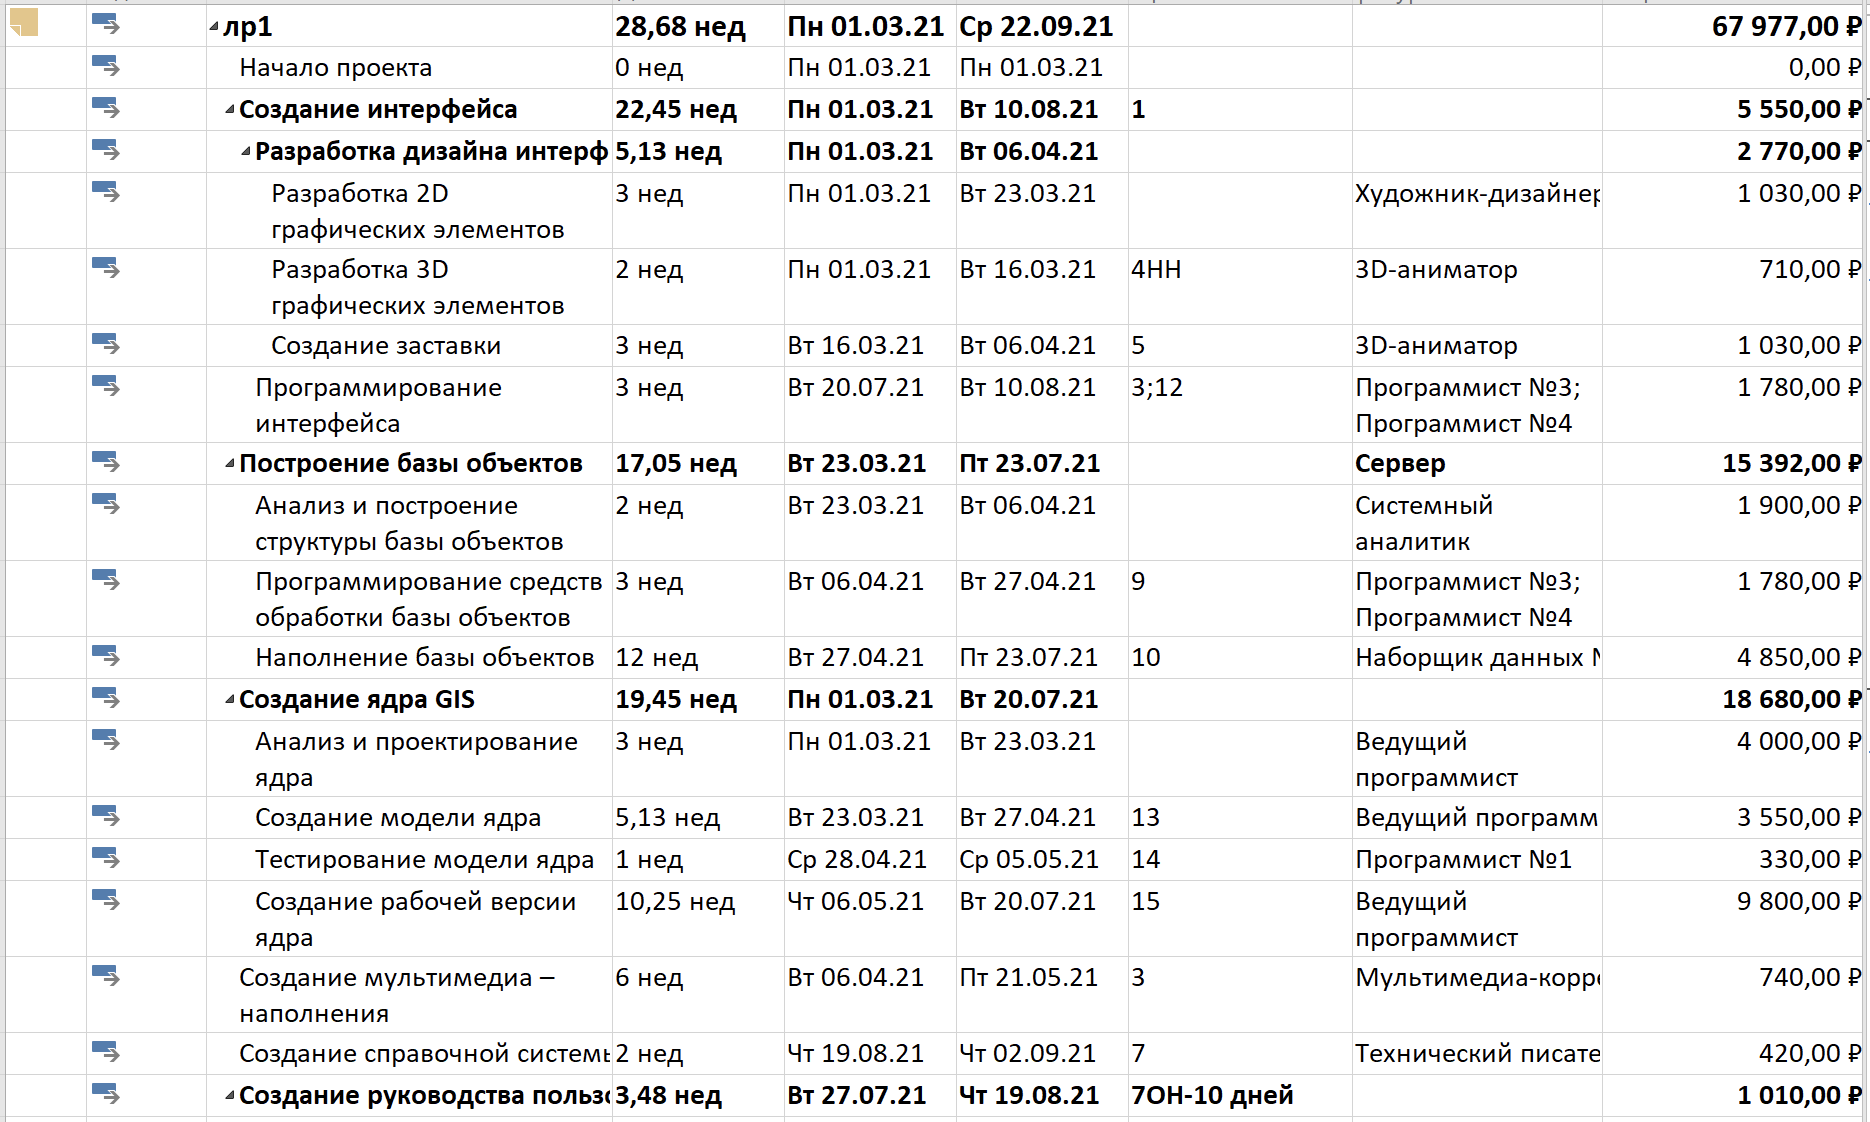 лр1 28,68 нед Пн 01.03.21 Ср 22.09.21 67 977,00 ₽
Начало проекта 0 нед Пн 01.03.21 Пн 01.03.21 0,00 ₽
Создание интерфейса 22,45 нед Пн 01.03.21 Вт 10.08.21 1 5 550,00 ₽
Разработка дизайна интерф 5,13 нед Пн 01.03.21 Вт 06.04.21 2 770,00 ₽
Разработка 2D 3 нед Пн 01.03.21 Вт 23.03.21 Художник-дизайнер 1 030,00 ₽
графических элементов
Разработка 3D 2 нед Пн 01.03.21 Вт 16.03.21 4НН 3D-аниматор 710,00 ₽
графических элементов
Создание заставки 3 нед Вт 16.03.21 Вт 06.04.21 5 3D-аниматор 1 030,00 ₽
Программирование 3 нед Вт 20.07.21 Вт 10.08.21 3;12 Программист №3; 1 780,00 ₽
интерфейса Программист №4
Построение базы объектов 17,05 нед Вт 23.03.21 Пт 23.07.21 Сервер 15 392,00 ₽
Анализ и построение 2 нед Вт 23.03.21 Вт 06.04.21 Системный 1 900,00 ₽
структуры базы объектов аналитик
Программирование средств 3 нед Вт 06.04.21 Вт 27.04.21 9 Программист №3; 1 780,00 ₽
обработки базы объектов Программист №4
Наполнение базы объектов 12 нед Вт 27.04.21 Пт 23.07.21 10 Наборщик данных 4 850,00 ₽
Создание ядра GIS 19,45 нед Пн 01.03.21 Вт 20.07.21 18 680,00 ₽
Анализ и проектирование 3 нед Пн 01.03.21 Вт 23.03.21 Ведущий 4 000,00 ₽
ядра программист
Создание модели ядра 5,13 нед Вт 23.03.21 Вт 27.04.21 13 Ведущий программ 3 550,00 ₽
Тестирование модели ядра 1 нед Ср 28.04.21 Ср 05.05.21 14 Программист №1 330,00 ₽
Создание рабочей версии 10,25 нед Чт 06.05.21 Вт 20.07.21 15 Ведущий 9 800,00 ₽
ядра программист
Создание мультимедиа – 6 нед Вт 06.04.21 Пт 21.05.21 3 Мультимедиа-корре 740,00 ₽
наполнения
Создание справочной системы 2 нед Чт 19.08.21 Чт 02.09.21 7 Технический писате 420,00 ₽
Создание руководства пользо 3,48 нед Вт 27.07.21 Чт 19.08.21 7ОН-10 дней 1 010,00 ₽